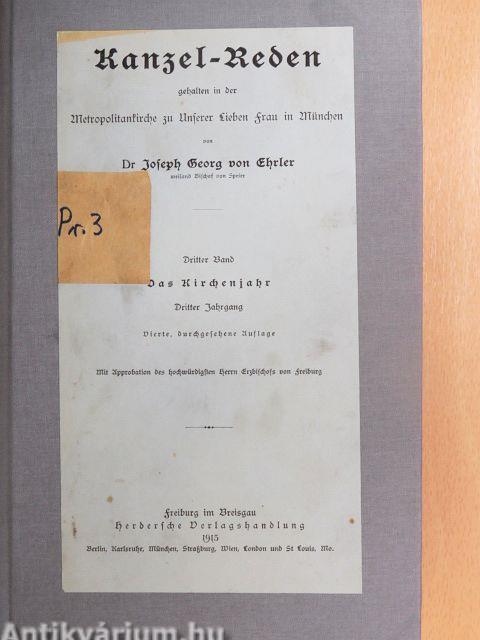 Kanzel-Reden
gehalten in der
Metropolitankirche zu Unserer Lieben Frau in München
von
Dr Joseph Georg von Ehrler
weiland Bischof von Speier
Pr. 3
Dritter Band
Das Kirchenjahr
Dritter Jahrgang
Vierte, durchgesehene Auflage
Mit Approbation des hochwürdigsten Herrn Erzbischofs von Freiburg
Freiburg im Breisgau
Herdersche Verlagshandlung
1915
Berlin, Karlsruhe, München, Straßburg, Wien, London und St Louis, Mo.
Antikvárium.hu